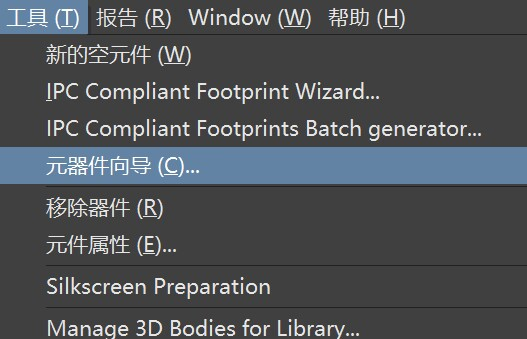 工具 (T) 报告 (R) Window (W) 帮助 (H)
新的空元件 (W)
IPC Compliant Footprint Wizard...
IPC Compliant Footprints Batch generator...
元器件向导 (C)...
移除器件 (R)
元件属性 (E)...
Silkscreen Preparation
Manage 3D Bodies for Library...